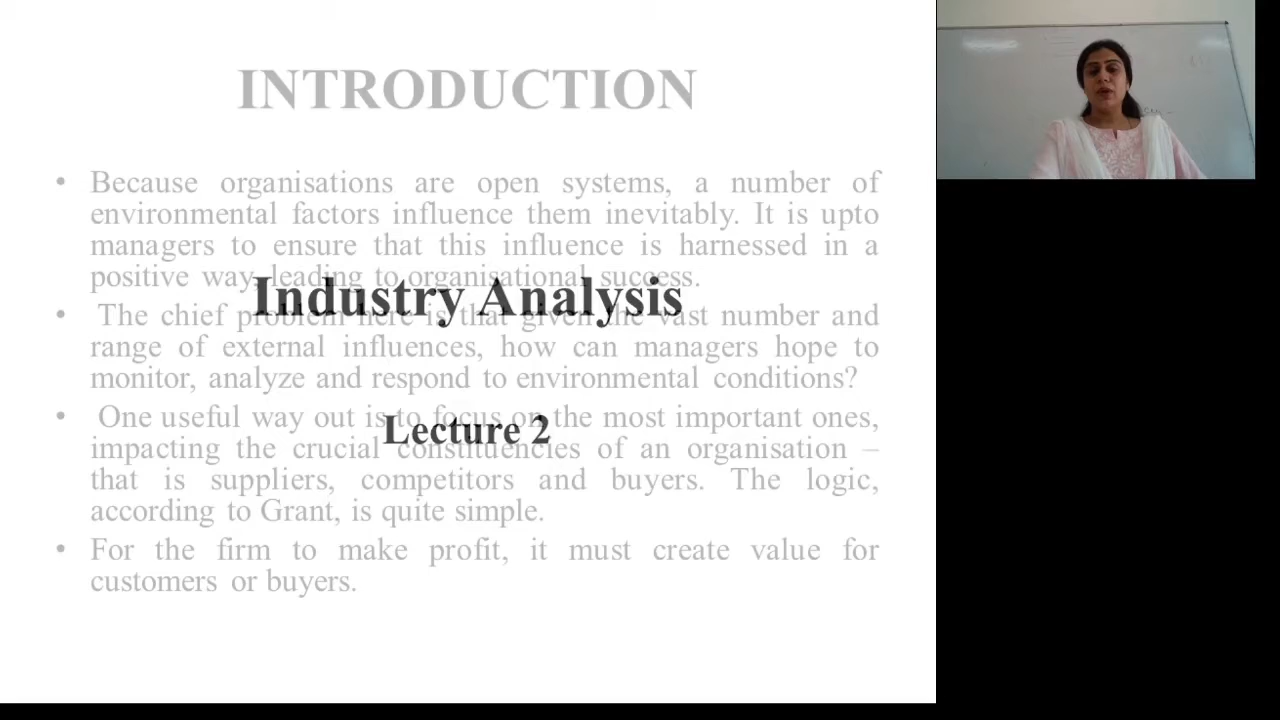 INTRODUCTION
• Because organisations are open systems, a number of
environmental factors influence them inevitably. It is upto
managers to ensure that this influence is harnessed in a
positive way, leading to organisational success.
Industry Analysis
• The chief problem here is that given the vast number and
range of external influences, how can managers hope to
monitor, analyze and respond to environmental conditions?
• One useful way out is to focus on the most important ones,
Lecture 2
impacting the crucial constituencies of an organisation –
that is suppliers, competitors and buyers. The logic,
according to Grant, is quite simple.
• For the firm to make profit, it must create value for
customers or buyers.